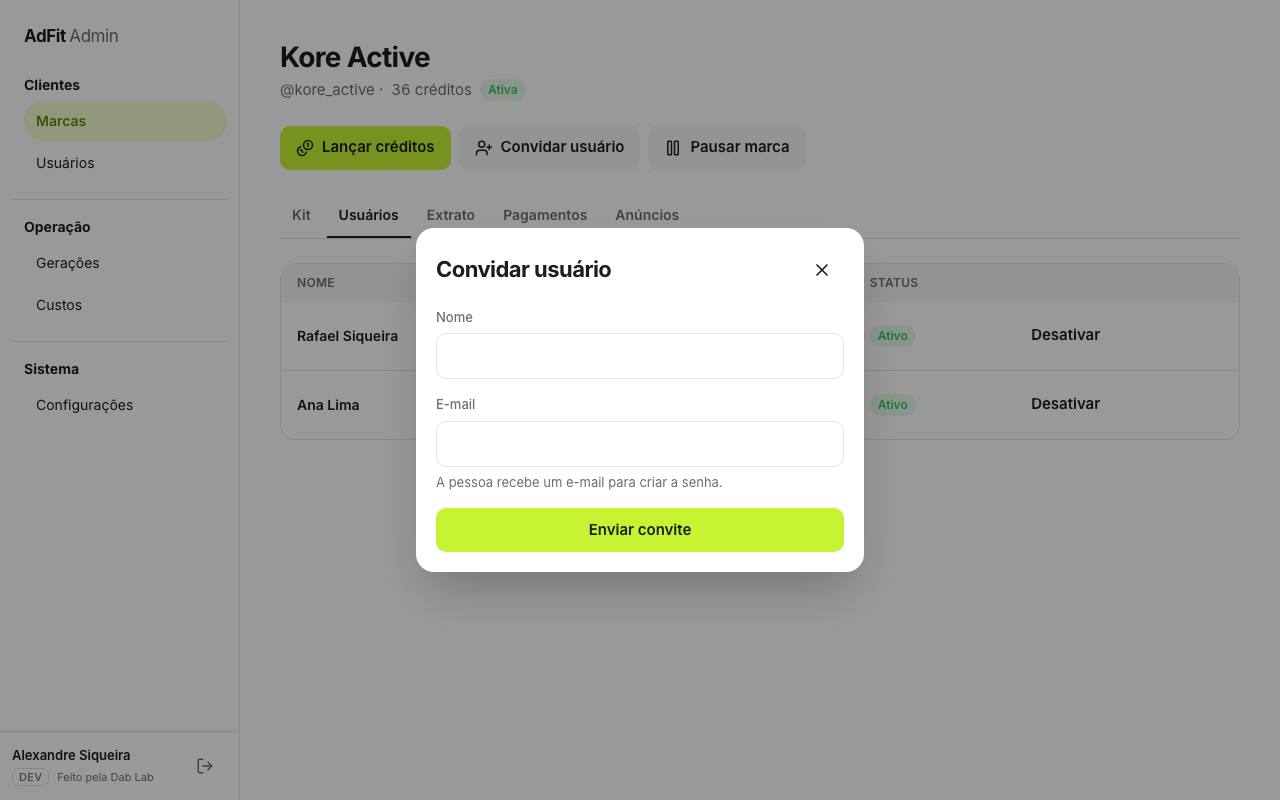 AdFit Admin
Clientes
Marcas
Usuários
Operação
Gerações
Custos
Sistema
Configurações
Alexandre Siqueira
DEV Feito pela Dab Lab
Kore Active
@kore_active · 36 créditos Ativa
Lançar créditos Convidar usuário Pausar marca
Kit Usuários Extrato Pagamentos Anúncios
NOME STATUS
Rafael Siqueira Ativo Desativar
Ana Lima Ativo Desativar
Convidar usuário
Nome
E-mail
A pessoa recebe um e-mail para criar a senha.
Enviar convite